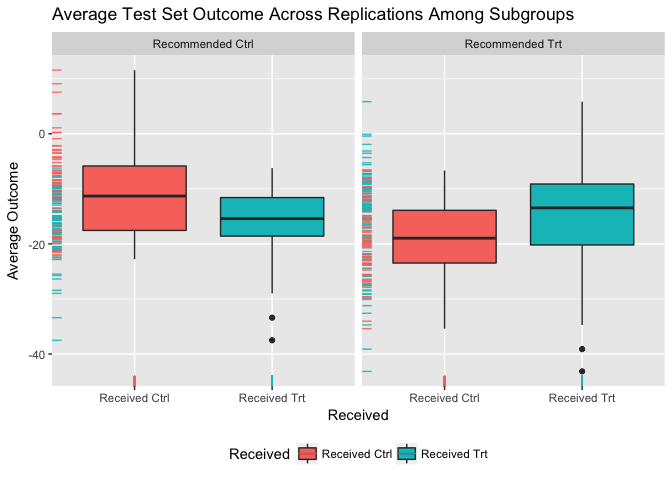 Average Test Set Outcome Across Replications Among Subgroups
Recommended Ctrl
Recommended Trt
Average Outcome
0
-20
-40
Received Ctrl
Received Trt
Received Ctrl
Received Trt
Received
Received
Received Ctrl
Received Trt